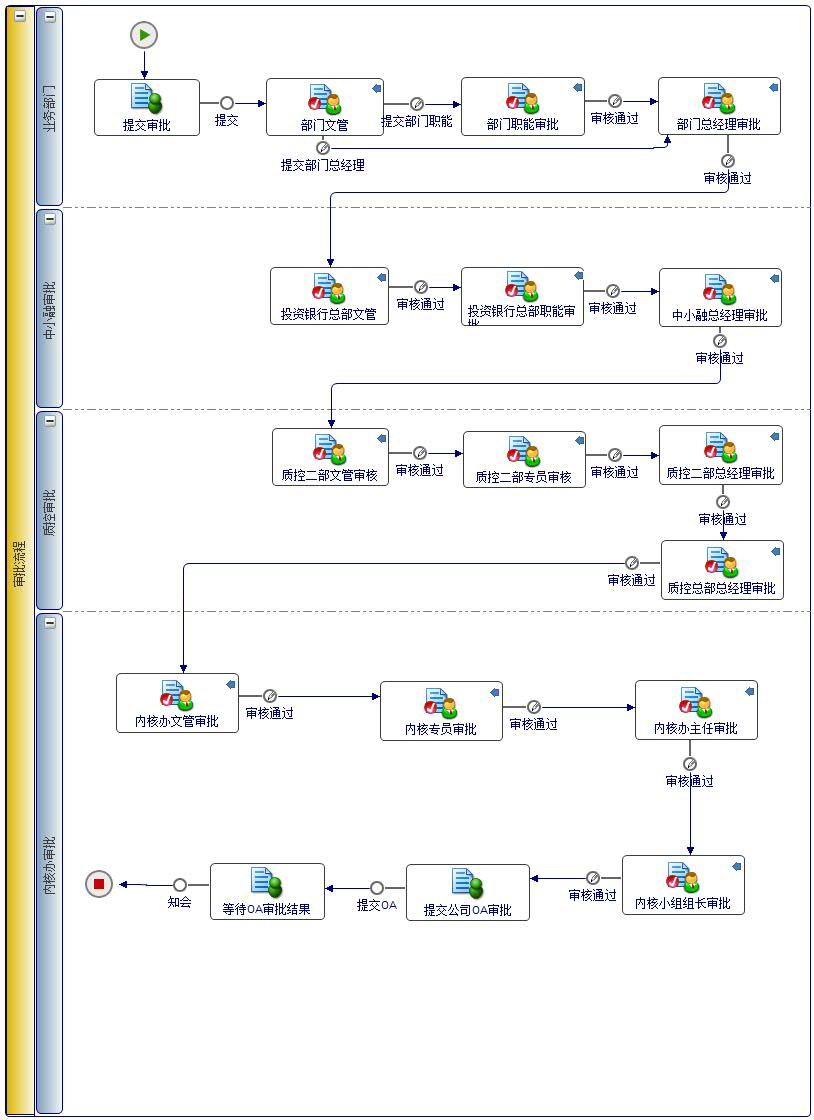 审批流程
业务部门
提交审批
提交
部门文管
提交部门职能
部门职能审批
审核通过
部门总经理审批
提交部门总经理
审核通过
中小融审批
投资银行总部文管
审核通过
投资银行总部职能审
批
审核通过
中小融总经理审批
审核通过
质控审批
质控二部文管审核
审核通过
质控二部专员审核
审核通过
质控二部总经理审批
审核通过
质控总部总经理审批
审核通过
内核办审批
内核办文管审批
审核通过
内核专员审批
审核通过
内核办主任审批
审核通过
内核小组组长审批
审核通过
提交公司OA审批
提交OA
等待OA审批结果
知会